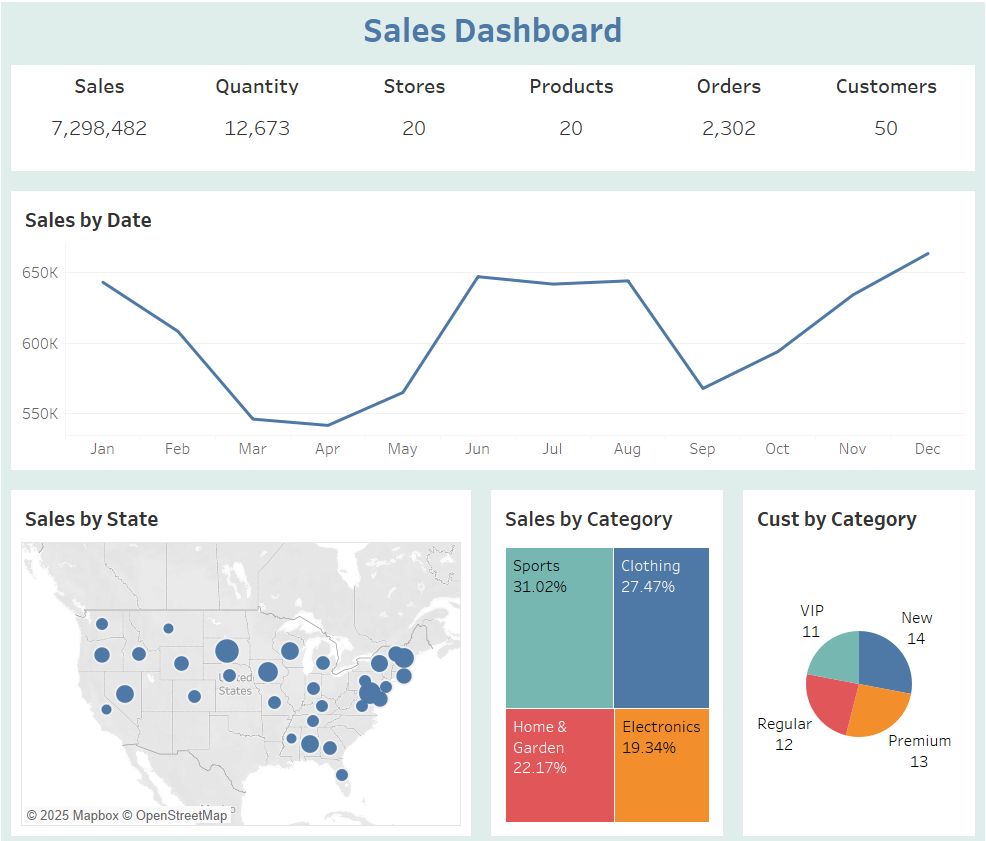 Sales Dashboard
Sales Quantity Stores Products Orders Customers
7,298,482 12,673 20 20 2,302 50
Sales by Date
650K
600K
550K
Jan Feb Mar Apr May Jun Jul Aug Sep Oct Nov Dec
Sales by State
United
States
Mexico
© 2025 Mapbox © OpenStreetMap
Sales by Category
Sports
31.02%
Clothing
27.47%
Home &
Garden
22.17%
Electronics
19.34%
Cust by Category
VIP
11
New
14
Regular
12
Premium
13